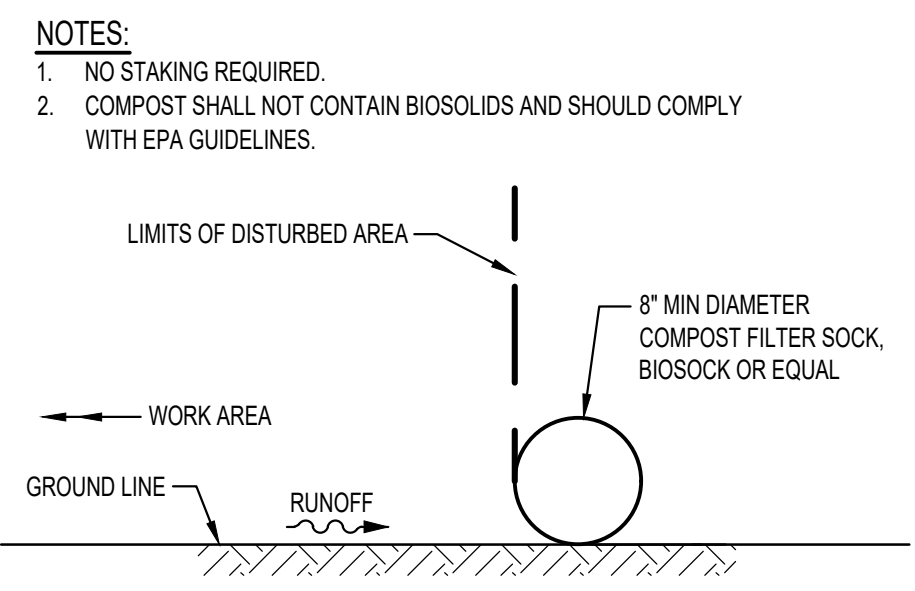 NOTES:
1. NO STAKING REQUIRED.
2. COMPOST SHALL NOT CONTAIN BIOSOLIDS AND SHOULD COMPLY
WITH EPA GUIDELINES.
LIMITS OF DISTURBED AREA
8" MIN DIAMETER
COMPOST FILTER SOCK,
BIOSOCK OR EQUAL
WORK AREA
GROUND LINE
RUNOFF